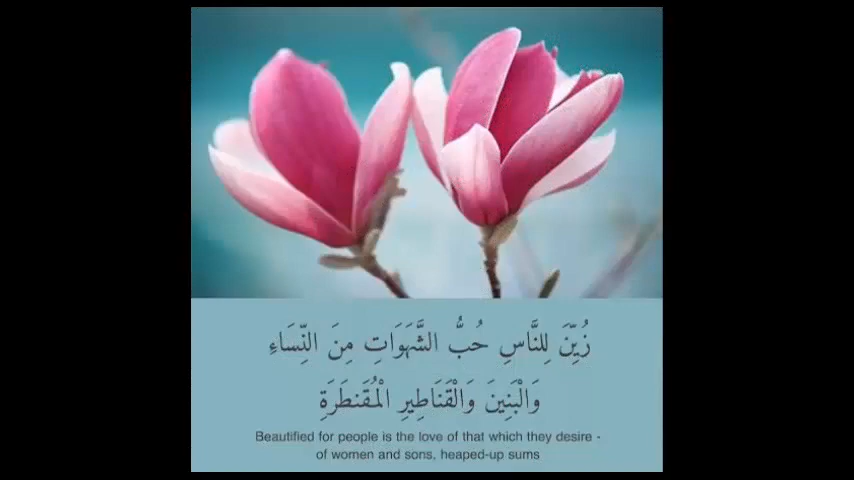 زُيِّنَ لِلنَّاسِ حُبُّ الشَّهَوَاتِ مِنَ النِّسَاءِ
وَالْبَنِينَ وَالْقَنَاطِيرِ الْمُقَنطَرَةِ
Beautified for people is the love of that which they desire -
of women and sons, heaped-up sums